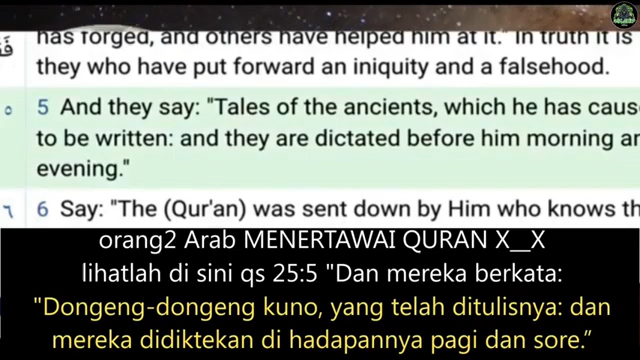 has forged, and others have helped him at it." In truth it is
they who have put forward an iniquity and a falsehood.
٥ 5 And they say: "Tales of the ancients, which he has caus
to be written: and they are dictated before him morning an
evening."
٦ 6 Say: "The (Qur'an) was sent down by Him who knows th
orang2 Arab MENERTAWAI QURAN X__X
lihatlah di sini qs 25:5 "Dan mereka berkata:
"Dongeng-dongeng kuno, yang telah ditulisnya: dan
mereka didiktekan di hadapannya pagi dan sore.”